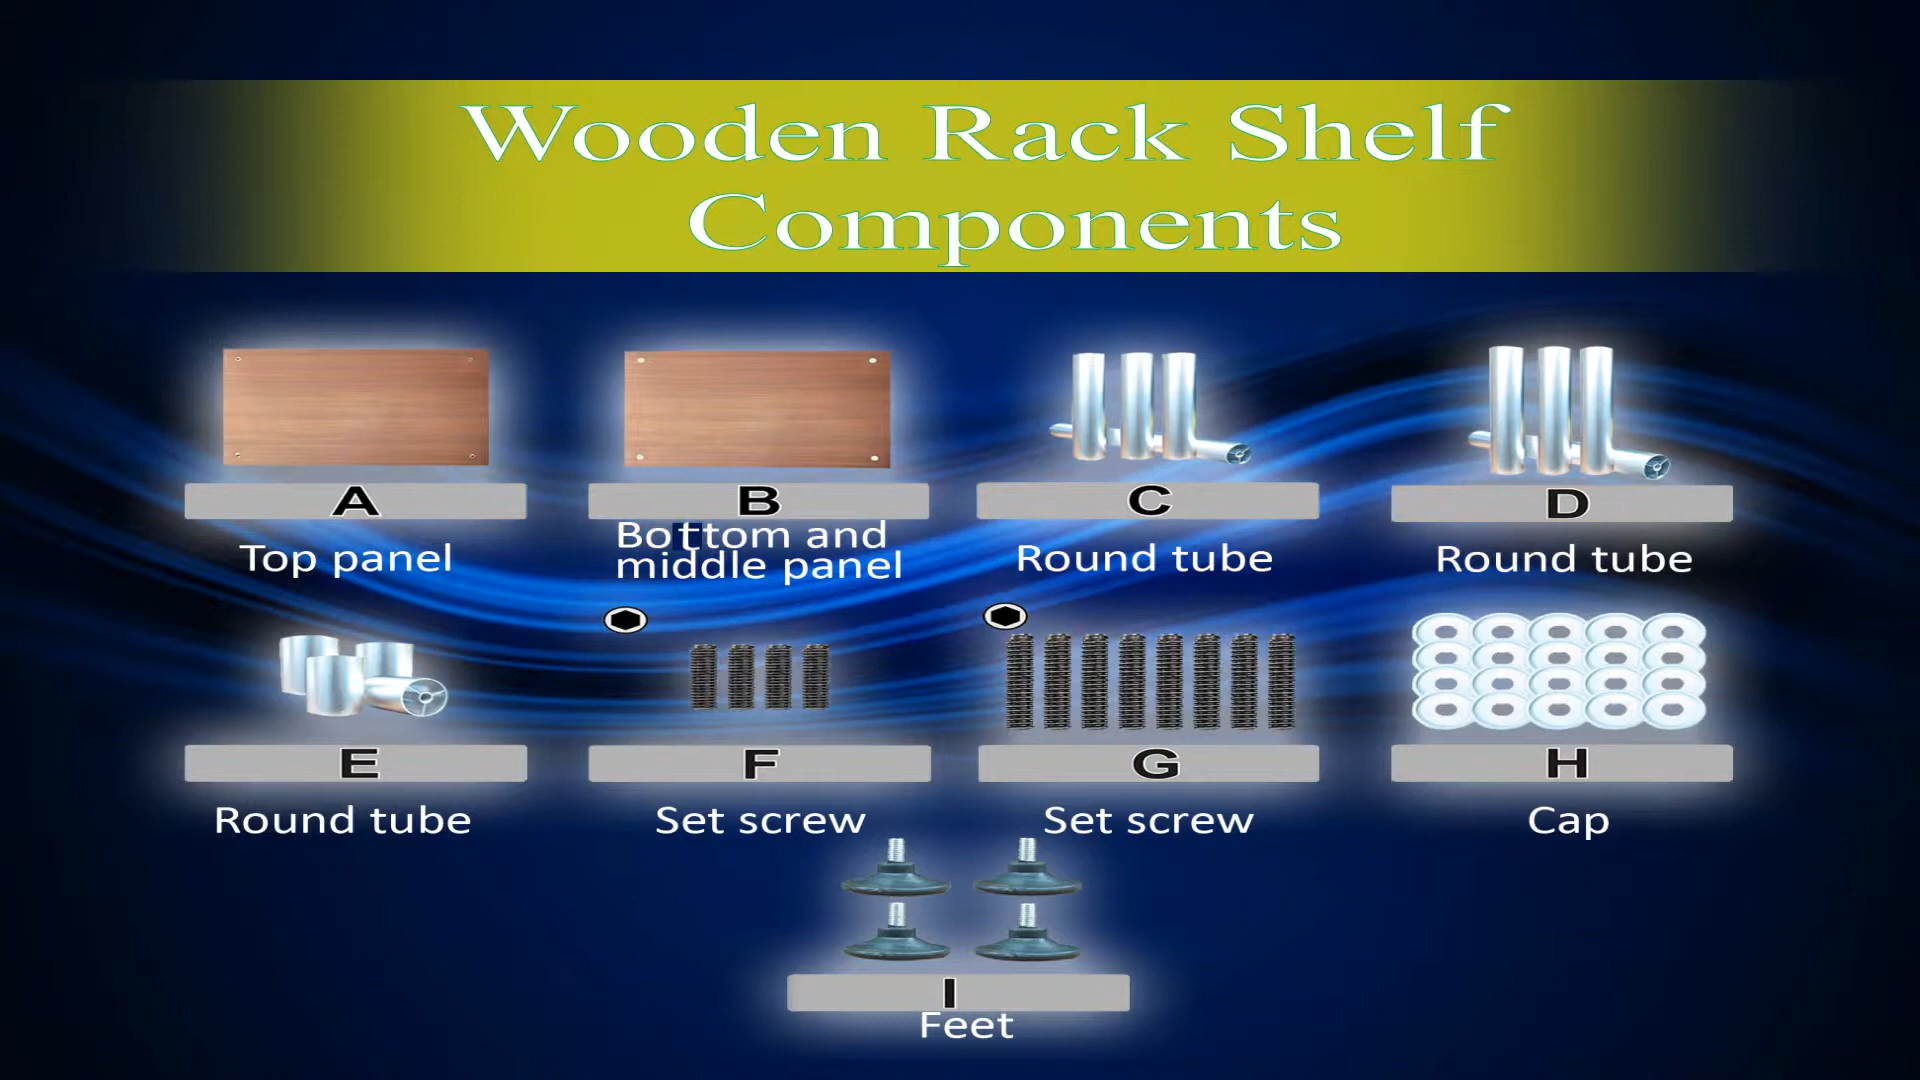 Wooden Rack Shelf
Components
A
B
C
D
Top panel
Bottom and
middle panel
Round tube
Round tube
E
F
G
H
Round tube
Set screw
Set screw
Cap
I
Feet